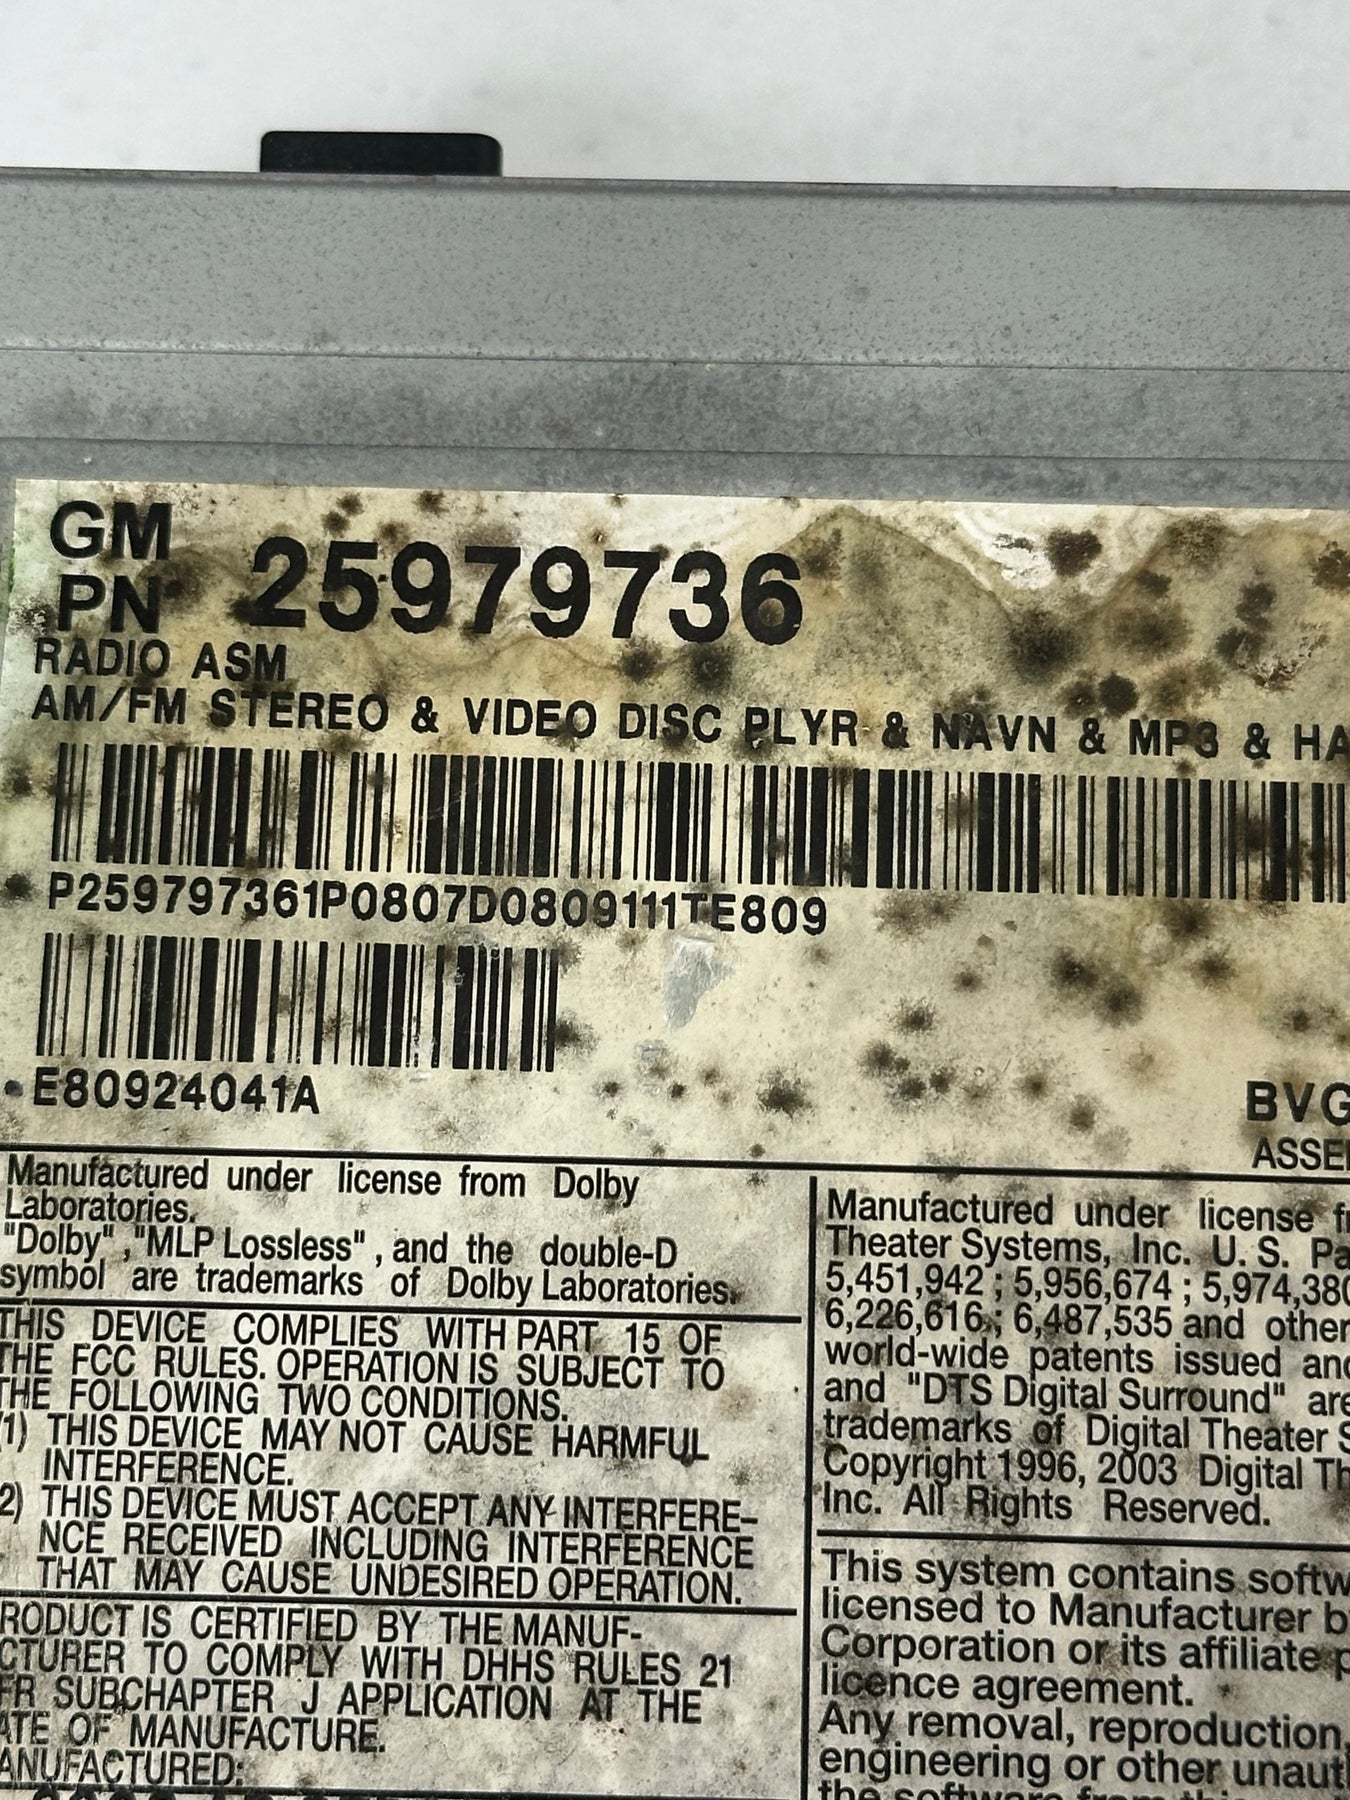 GM
PN 25979736
RADIO ASM
AM/FM STEREO & VIDEO DISC PLYR & NAVN & MP3 & HA
P259797361P0807D0809111TE809
E80924041A
BVG
ASSE
Manufactured under license from Dolby
Laboratories.
"Dolby","MLP Lossless", and the double-D
symbol are trademarks of Dolby Laboratories.
THIS DEVICE COMPLIES WITH PART 15 OF
THE FCC RULES. OPERATION IS SUBJECT TO
THE FOLLOWING TWO CONDITIONS.
(1) THIS DEVICE MAY NOT CAUSE HARMFUL
INTERFERENCE.
2) THIS DEVICE MUST ACCEPT ANY INTERFERE-
NCE RECEIVED INCLUDING INTERFERENCE
THAT MAY CAUSE UNDESIRED OPERATION.
RODUCT IS CERTIFIED BY THE MANUF-
CTURER TO COMPLY WITH DHHS RULES 21
FR SUBCHAPTER J APPLICATION AT THE
ATE OF MANUFACTURE.
ANUFACTURED:
Manufactured under license fr
Theater Systems, Inc. U. S. Pa
5,451,942 ; 5,956,674 ; 5,974,380
6,226,616 ; 6,487,535 and other
world-wide patents issued and
and "DTS Digital Surround" are
trademarks of Digital Theater S
Copyright 1996, 2003 Digital Th
Inc. All Rights Reserved.
This system contains softw
licensed to Manufacturer b
Corporation or its affiliate p
licence agreement.
Any removal, reproduction,
engineering or other unaut
the software from this